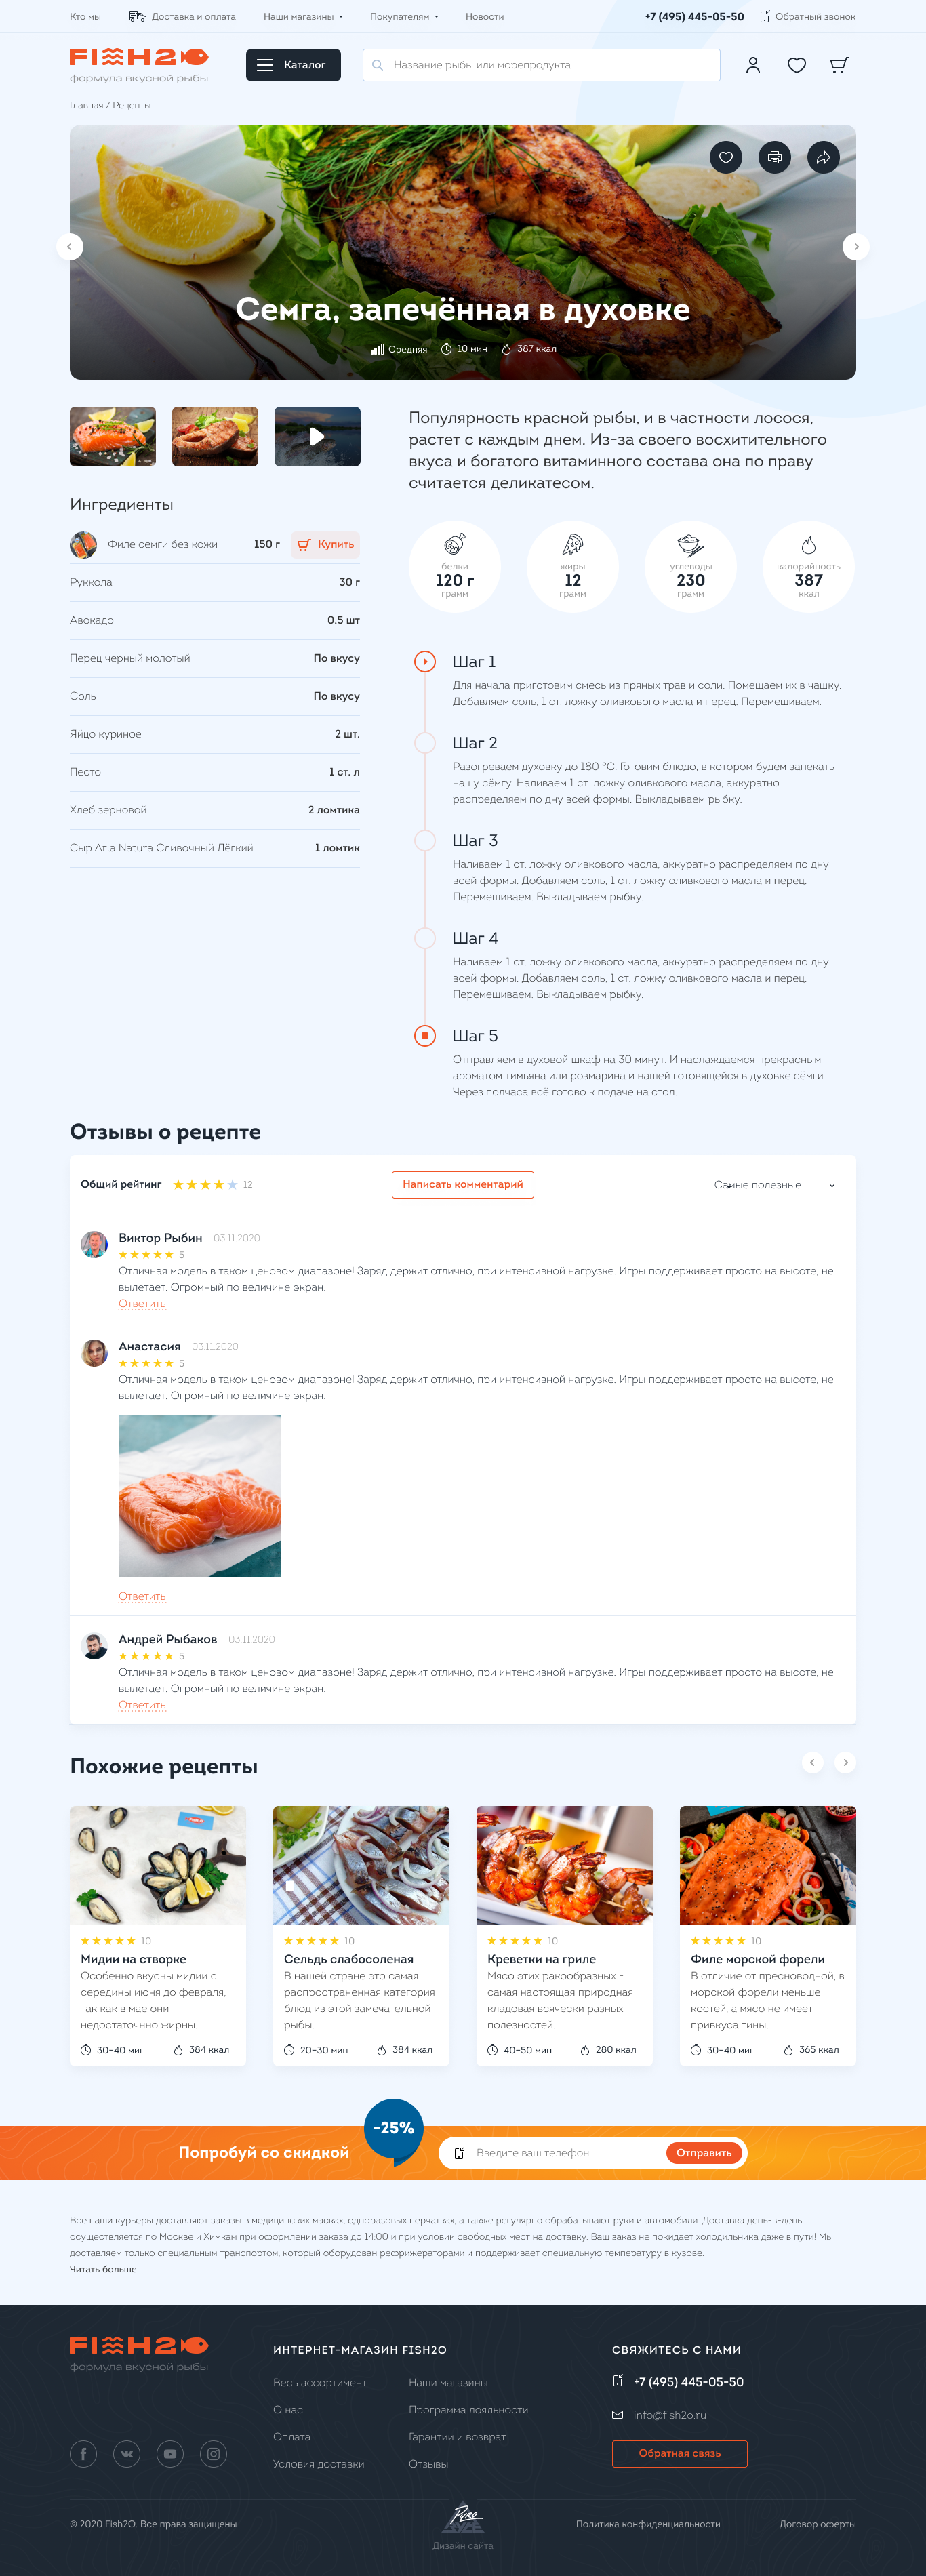 Кто мы
Доставка и оплата
Наши магазины
Покупателям
Новости
+7 (495) 445-05-50
Обратный звонок
FISH2O
формула вкусной рыбы
Каталог
Название рыбы или морепродукта
Главная / Рецепты
Семга, запечённая в духовке
Средняя
10 мин
387 ккал
Популярность красной рыбы, и в частности лосося,
растет с каждым днем. Из-за своего восхитительного
вкуса и богатого витаминного состава она по праву
считается деликатесом.
Ингредиенты
Филе семги без кожи 150 г Купить
Руккола 30 г
Авокадо 0.5 шт
Перец черный молотый По вкусу
Соль По вкусу
Яйцо куриное 2 шт.
Песто 1 ст. л
Хлеб зерновой 2 ломтика
Сыр Arla Natura Сливочный Лёгкий 1 ломтик
белки
120 г
грамм
жиры
12
грамм
углеводы
230
грамм
калорийность
387
ккал
Шаг 1
Для начала приготовим смесь из пряных трав и соли. Помещаем их в чашку.
Добавляем соль, 1 ст. ложку оливкового масла и перец. Перемешиваем.
Шаг 2
Разогреваем духовку до 180 °C. Готовим блюдо, в котором будем запекать
нашу сёмгу. Наливаем 1 ст. ложку оливкового масла, аккуратно
распределяем по дну всей формы. Выкладываем рыбку.
Шаг 3
Наливаем 1 ст. ложку оливкового масла, аккуратно распределяем по дну
всей формы. Добавляем соль, 1 ст. ложку оливкового масла и перец.
Перемешиваем. Выкладываем рыбку.
Шаг 4
Наливаем 1 ст. ложку оливкового масла, аккуратно распределяем по дну
всей формы. Добавляем соль, 1 ст. ложку оливкового масла и перец.
Перемешиваем. Выкладываем рыбку.
Шаг 5
Отправляем в духовой шкаф на 30 минут. И наслаждаемся прекрасным
ароматом тимьяна или розмарина и нашей готовящейся в духовке сёмги.
Через полчаса всё готово к подаче на стол.
Отзывы о рецепте
Общий рейтинг 12
Написать комментарий
Самые полезные
Виктор Рыбин 03.11.2020
5
Отличная модель в таком ценовом диапазоне! Заряд держит отлично, при интенсивной нагрузке. Игры поддерживает просто на высоте, не
вылетает. Огромный по величине экран.
Ответить
Анастасия 03.11.2020
5
Отличная модель в таком ценовом диапазоне! Заряд держит отлично, при интенсивной нагрузке. Игры поддерживает просто на высоте, не
вылетает. Огромный по величине экран.
Ответить
Андрей Рыбаков 03.11.2020
5
Отличная модель в таком ценовом диапазоне! Заряд держит отлично, при интенсивной нагрузке. Игры поддерживает просто на высоте, не
вылетает. Огромный по величине экран.
Ответить
Похожие рецепты
10
Мидии на створке
Особенно вкусны мидии с
середины июня до февраля,
так как в мае они
недостаточнно жирны.
30-40 мин
384 ккал
10
Сельдь слабосоленая
В нашей стране это самая
распространенная категория
блюд из этой замечательной
рыбы.
20-30 мин
384 ккал
10
Креветки на гриле
Мясо этих ракообразных -
самая настоящая природная
кладовая всячески разных
полезностей.
40-50 мин
280 ккал
10
Филе морской форели
В отличие от пресноводной, в
морской форели меньше
костей, а мясо не имеет
привкуса тины.
30-40 мин
365 ккал
Попробуй со скидкой
-25%
Введите ваш телефон
Отправить
Все наши курьеры доставляют заказы в медицинских масках, одноразовых перчатках, а также регулярно обрабатывают руки и автомобили. Доставка день-в-день
осуществляется по Москве и Химкам при оформлении заказа до 14:00 и при условии свободных мест на доставку. Ваш заказ не покидает холодильника даже в пути! Мы
доставляем только специальным транспортом, который оборудован рефрижераторами и поддерживает специальную температуру в кузове.
Читать больше
FISH2O
формула вкусной рыбы
ИНТЕРНЕТ-МАГАЗИН FISH2O
Весь ассортимент
О нас
Оплата
Условия доставки
Наши магазины
Программа лояльности
Гарантии и возврат
Отзывы
СВЯЖИТЕСЬ С НАМИ
+7 (495) 445-05-50
info@fish2o.ru
Обратная связь
© 2020 Fish2O. Все права защищены
Дизайн сайта
Политика конфиденциальности
Договор оферты